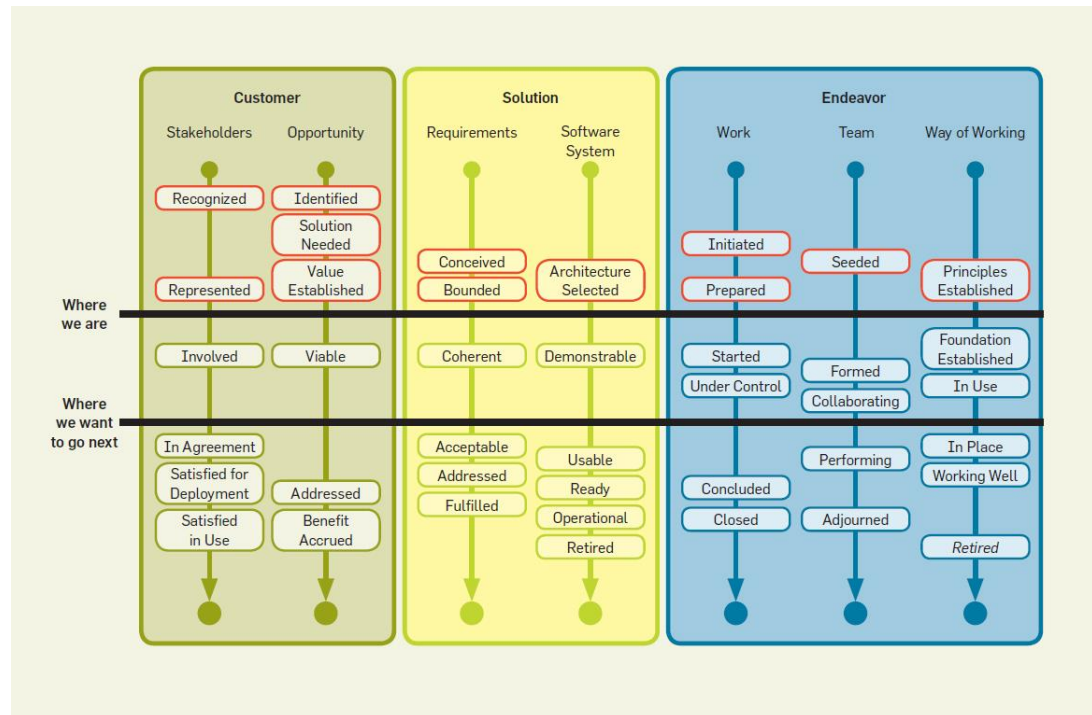 Customer
Solution
Endeavor
Stakeholders
Opportunity
Requirements
Software
System
Work
Team
Way of Working
Recognized
Identified
Solution
Needed
Initiated
Conceived
Seeded
Value
Established
Architecture
Selected
Principles
Established
Represented
Bounded
Prepared
Where
we are
Involved
Viable
Coherent
Demonstrable
Started
Foundation
Established
Formed
Under Control
In Use
Collaborating
Where
we want
to go next
In Agreement
Acceptable
In Place
Usable
Performing
Satisfied for
Deployment
Addressed
Working Well
Addressed
Ready
Concluded
Fulfilled
Satisfied
in Use
Benefit
Accrued
Operational
Closed
Adjourned
Retired
Retired